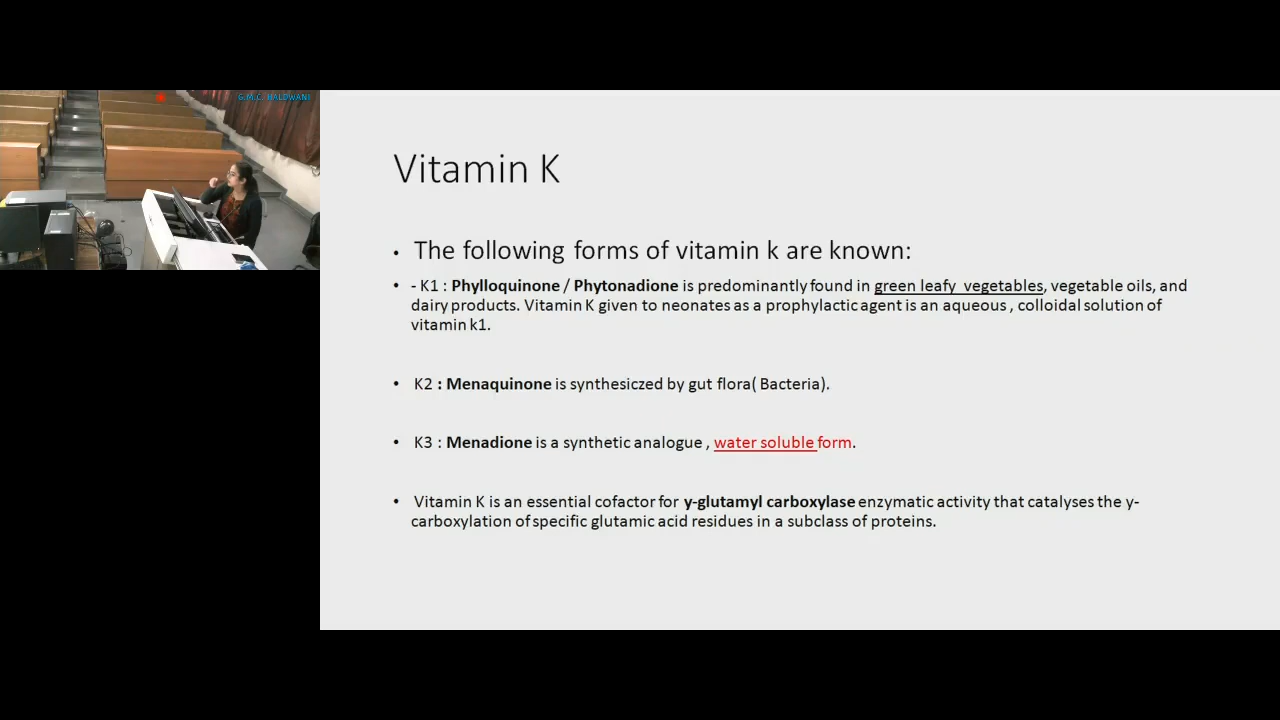 G.M.C. HALDWANI
Vitamin K
• The following forms of vitamin k are known:
• - K1 : Phylloquinone / Phytonadione is predominantly found in green leafy vegetables, vegetable oils, and
dairy products. Vitamin K given to neonates as a prophylactic agent is an aqueous , colloidal solution of
vitamin k1.
• K2 : Menaquinone is synthesiczed by gut flora( Bacteria).
• K3 : Menadione is a synthetic analogue , water soluble form.
• Vitamin K is an essential cofactor for y-glutamyl carboxylase enzymatic activity that catalyses the y-
carboxylation of specific glutamic acid residues in a subclass of proteins.